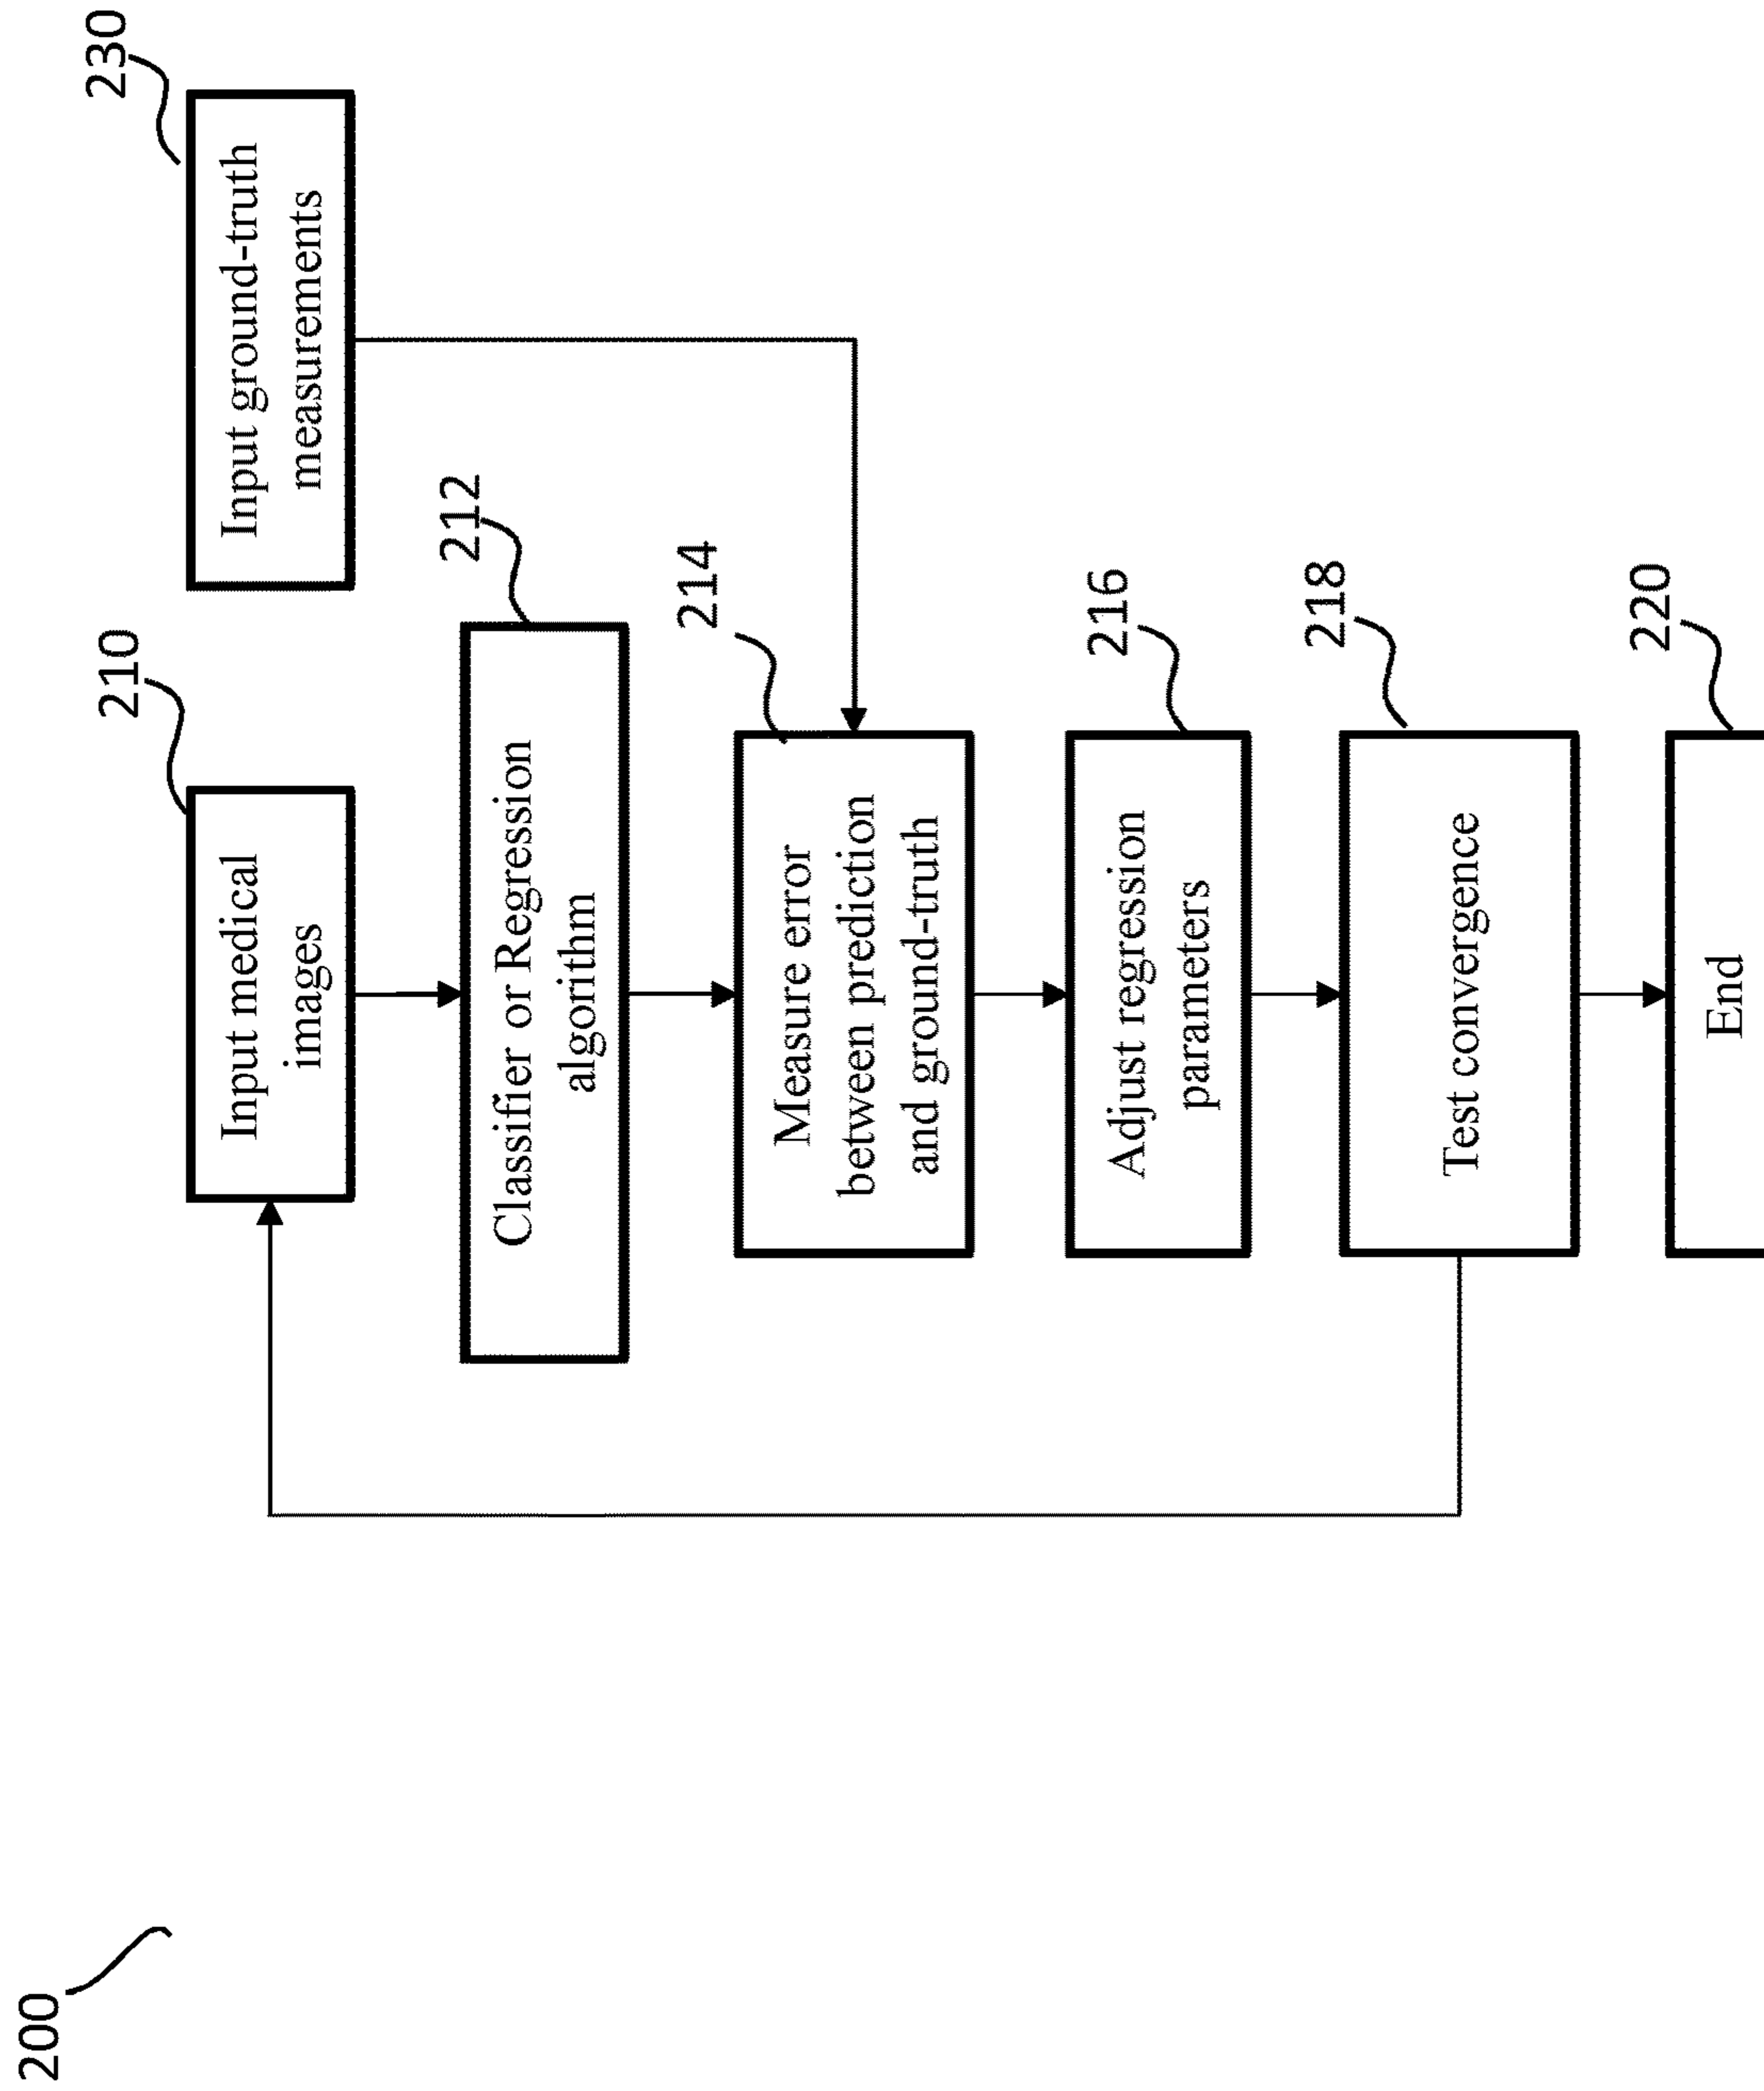 200
210
Input medical
images
230
Input ground-truth
measurements
212
Classifier or Regression
algorithm
214
Measure error
between prediction
and ground-truth
216
Adjust regression
parameters
218
Test convergence
220
End